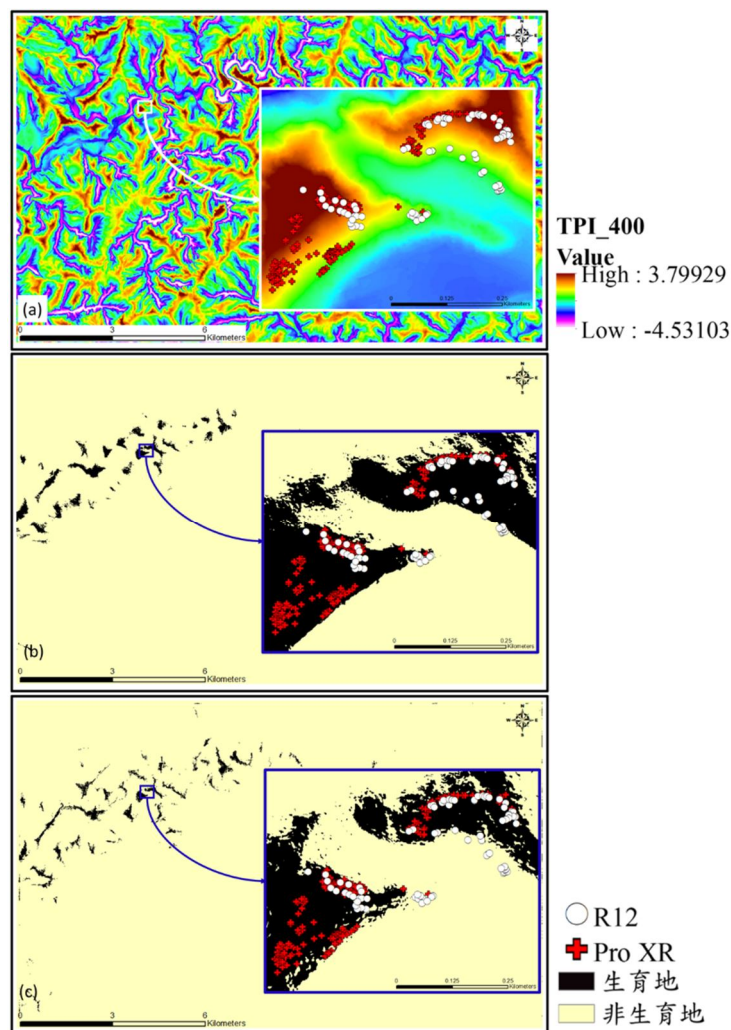 N
W E
S
0 0.125 0.25
Kilometers
(a)
0 3 6
Kilometers
TPI_400
Value
High : 3.79929
Low : -4.53103
N
W E
S
0 0.125 0.25
Kilometers
(b)
0 3 6
Kilometers
N
W E
S
0 0.125 0.25
Kilometers
(c)
0 3 6
Kilometers
R12
Pro XR
生育地
非生育地